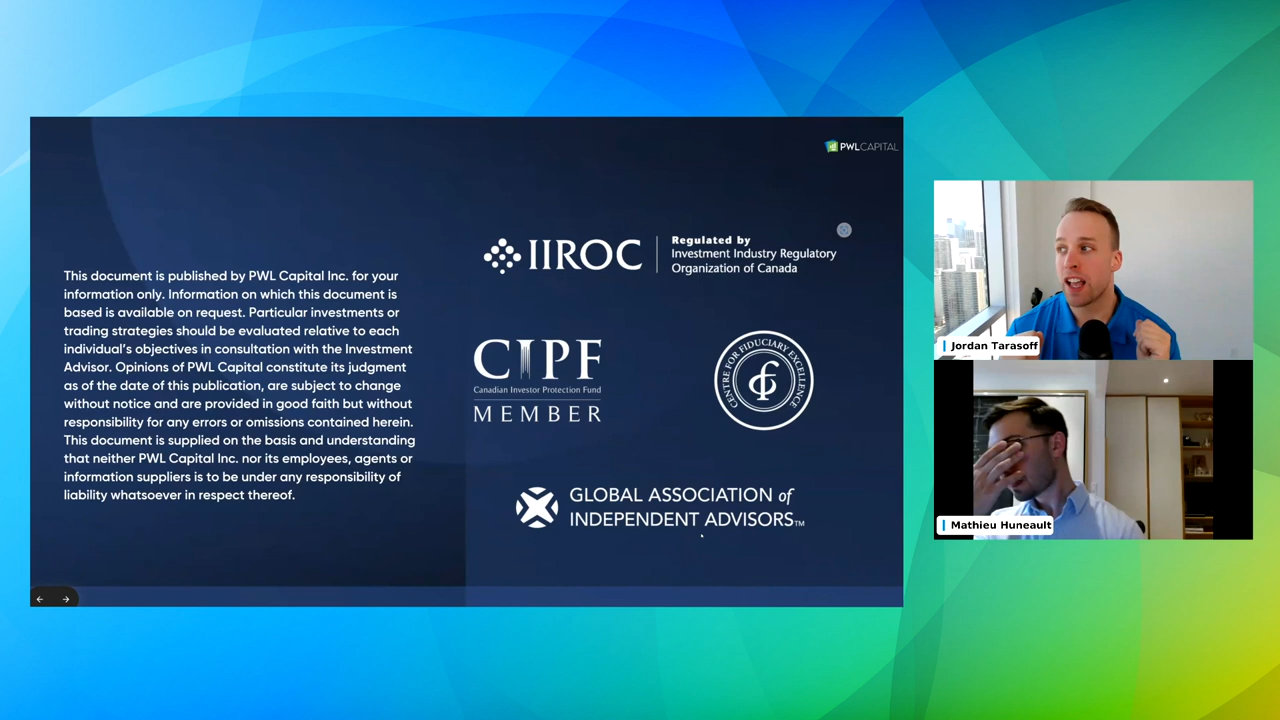 PWLCAPITAL
This document is published by PWL Capital Inc. for your
information only. Information on which this document is
based is available on request. Particular investments or
trading strategies should be evaluated relative to each
individual's objectives in consultation with the Investment
Advisor. Opinions of PWL Capital constitute its judgment
as of the date of this publication, are subject to change
without notice and are provided in good faith but without
responsibility for any errors or omissions contained herein.
This document is supplied on the basis and understanding
that neither PWL Capital Inc. nor its employees, agents or
information suppliers is to be under any responsibility of
liability whatsoever in respect thereof.
IIROC
Regulated by
Investment Industry Regulatory
Organization of Canada
CIPF
Canadian Investor Protection Fund
MEMBER
CENTRE FOR FIDUCIARY EXCELLENCE
GLOBAL ASSOCIATION of
INDEPENDENT ADVISORS™
Jordan Tarasoff
Mathieu Huneault